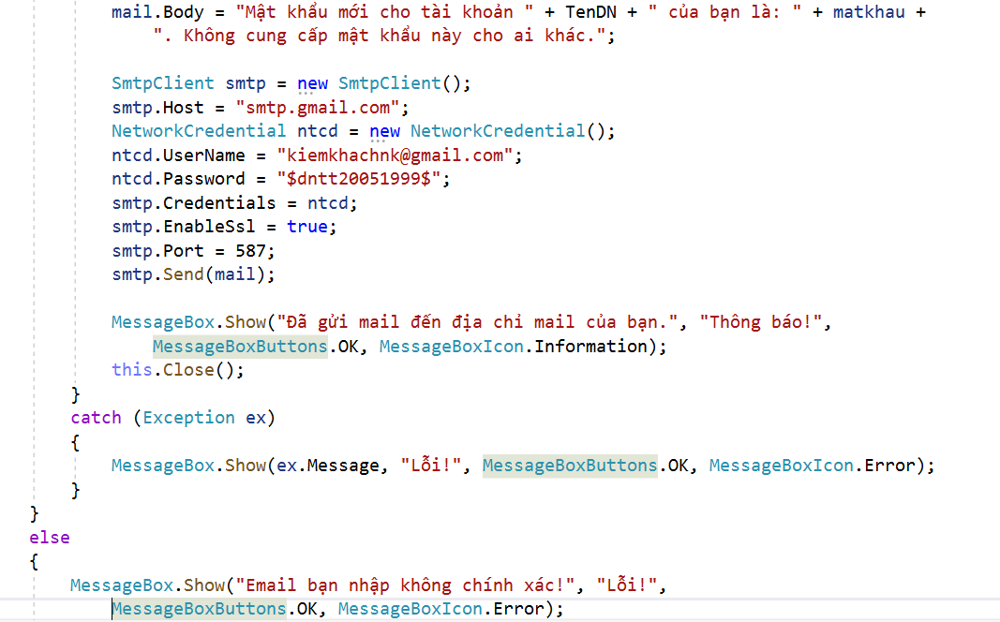 mail.Body = "Mật khẩu mới cho tài khoản " + TenDN + " của bạn là: " + matkhau +
". Không cung cấp mật khẩu này cho ai khác.";
SmtpClient smtp = new SmtpClient();
smtp.Host = "smtp.gmail.com";
NetworkCredential ntcd = new NetworkCredential();
ntcd.UserName = "kiemkhachnk@gmail.com";
ntcd.Password = "$dntt20051999$";
smtp.Credentials = ntcd;
smtp.EnableSsl = true;
smtp.Port = 587;
smtp.Send(mail);
MessageBox.Show("Đã gửi mail đến địa chỉ mail của bạn.", "Thông báo!",
MessageBoxButtons.OK, MessageBoxIcon.Information);
this.Close();
}
catch (Exception ex)
{
MessageBox.Show(ex.Message, "Lỗi!", MessageBoxButtons.OK, MessageBoxIcon.Error);
}
}
else
{
MessageBox.Show("Email bạn nhập không chính xác!", "Lỗi!",
MessageBoxButtons.OK, MessageBoxIcon.Error);